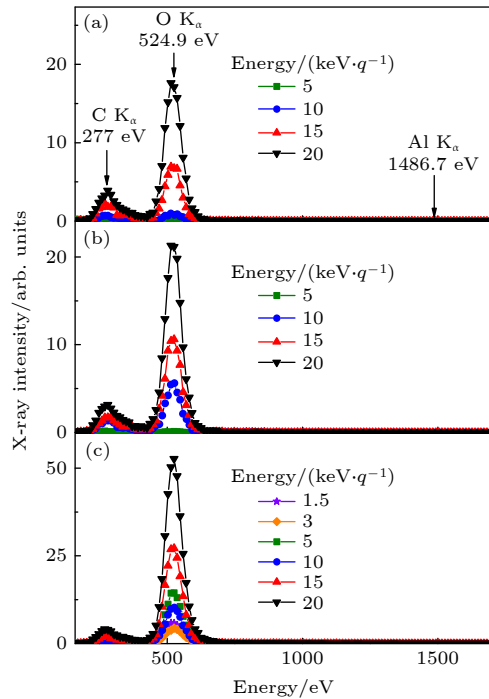 (a)
O Kα
524.9 eV
C Kα
277 eV
Energy/(keV·q⁻¹)
5
10
15
20
Al Kα
1486.7 eV
20
10
0
(b)
Energy/(keV·q⁻¹)
5
10
15
20
20
10
0
X-ray intensity/arb. units
(c)
Energy/(keV·q⁻¹)
1.5
3
5
10
15
20
50
25
0
500
1000
1500
Energy/eV